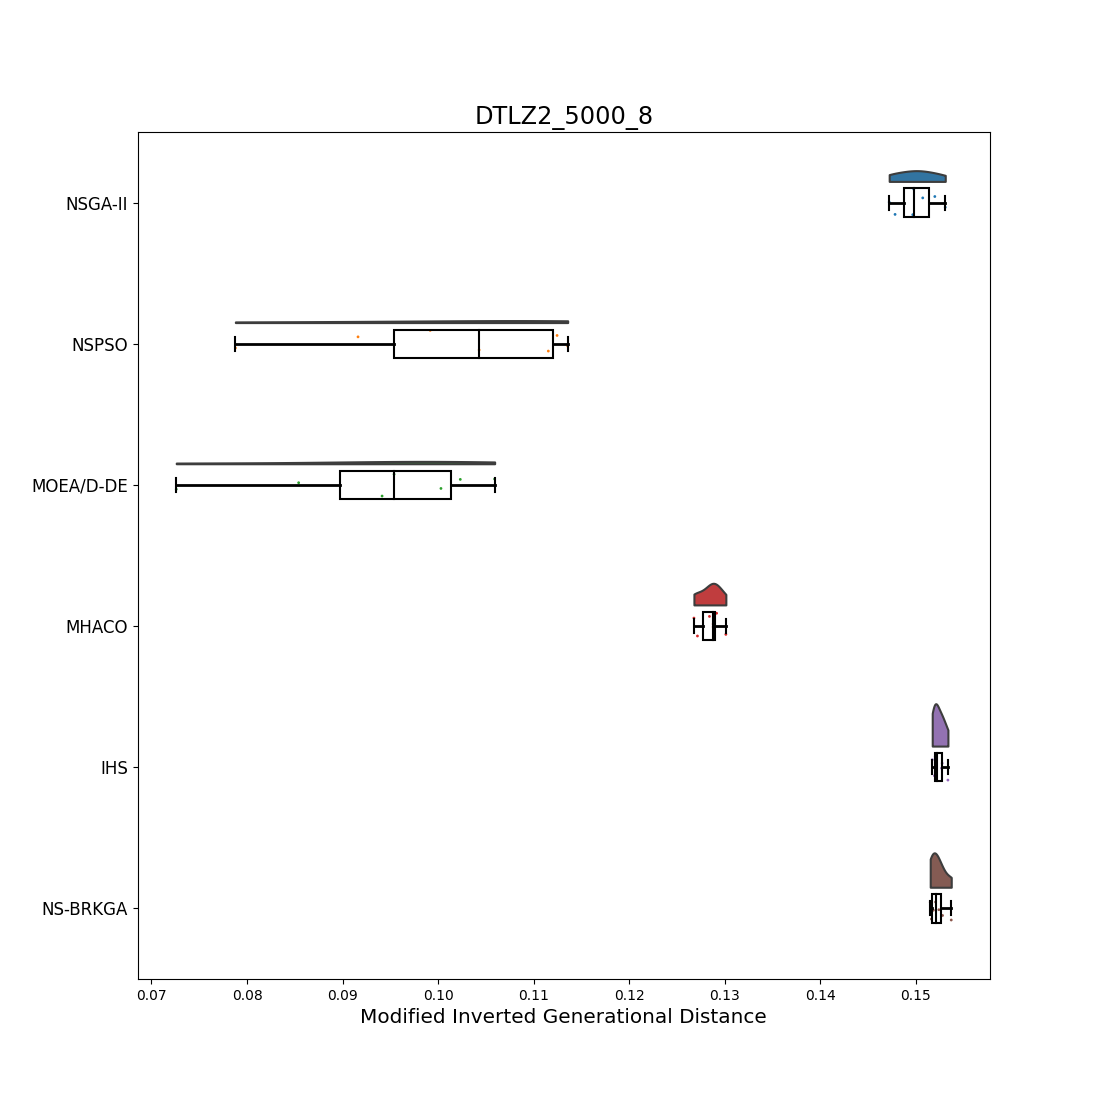 DTLZ2_5000_8
NSGA-II
NSPSO
MOEA/D-DE
MHACO
IHS
NS-BRKGA
0.07 0.08 0.09 0.10 0.11 0.12 0.13 0.14 0.15
Modified Inverted Generational Distance